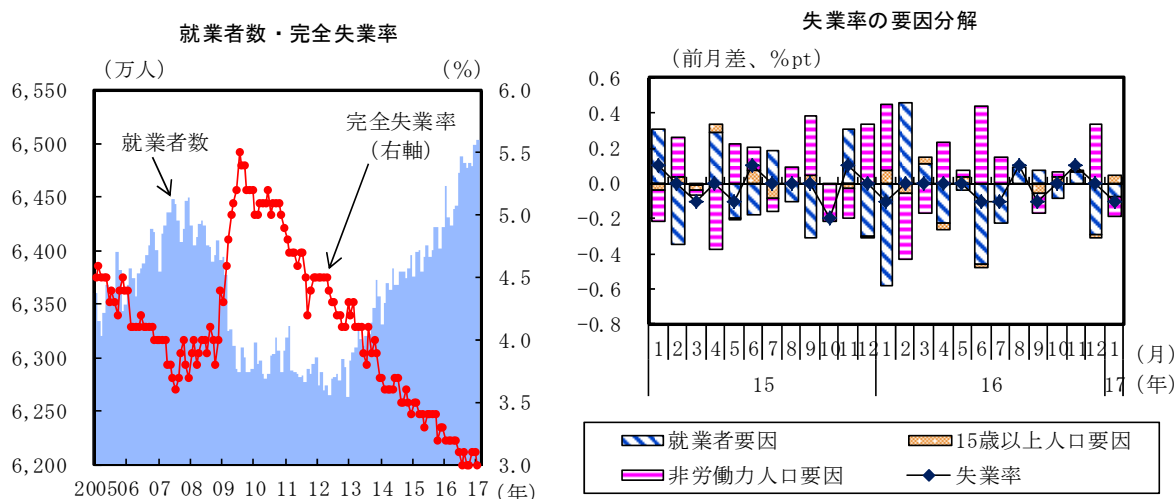 就業者数・完全失業率
(万人)
(%)
6,550
6,500
6,450
6,400
6,350
6,300
6,250
6,200
6.0
5.5
5.0
4.5
4.0
3.5
3.0
就業者数
完全失業率
(右軸)
2005 06 07 08 09 10 11 12 13 14 15 16 17 (年)
失業率の要因分解
(前月差、%pt)
0.6
0.4
0.2
0.0
-0.2
-0.4
-0.6
-0.8
1 2 3 4 5 6 7 8 9 10 11 12 1 2 3 4 5 6 7 8 9 10 11 12 1 (月)
15 16 17 (年)
就業者要因 15歳以上人口要因
非労働力人口要因 失業率